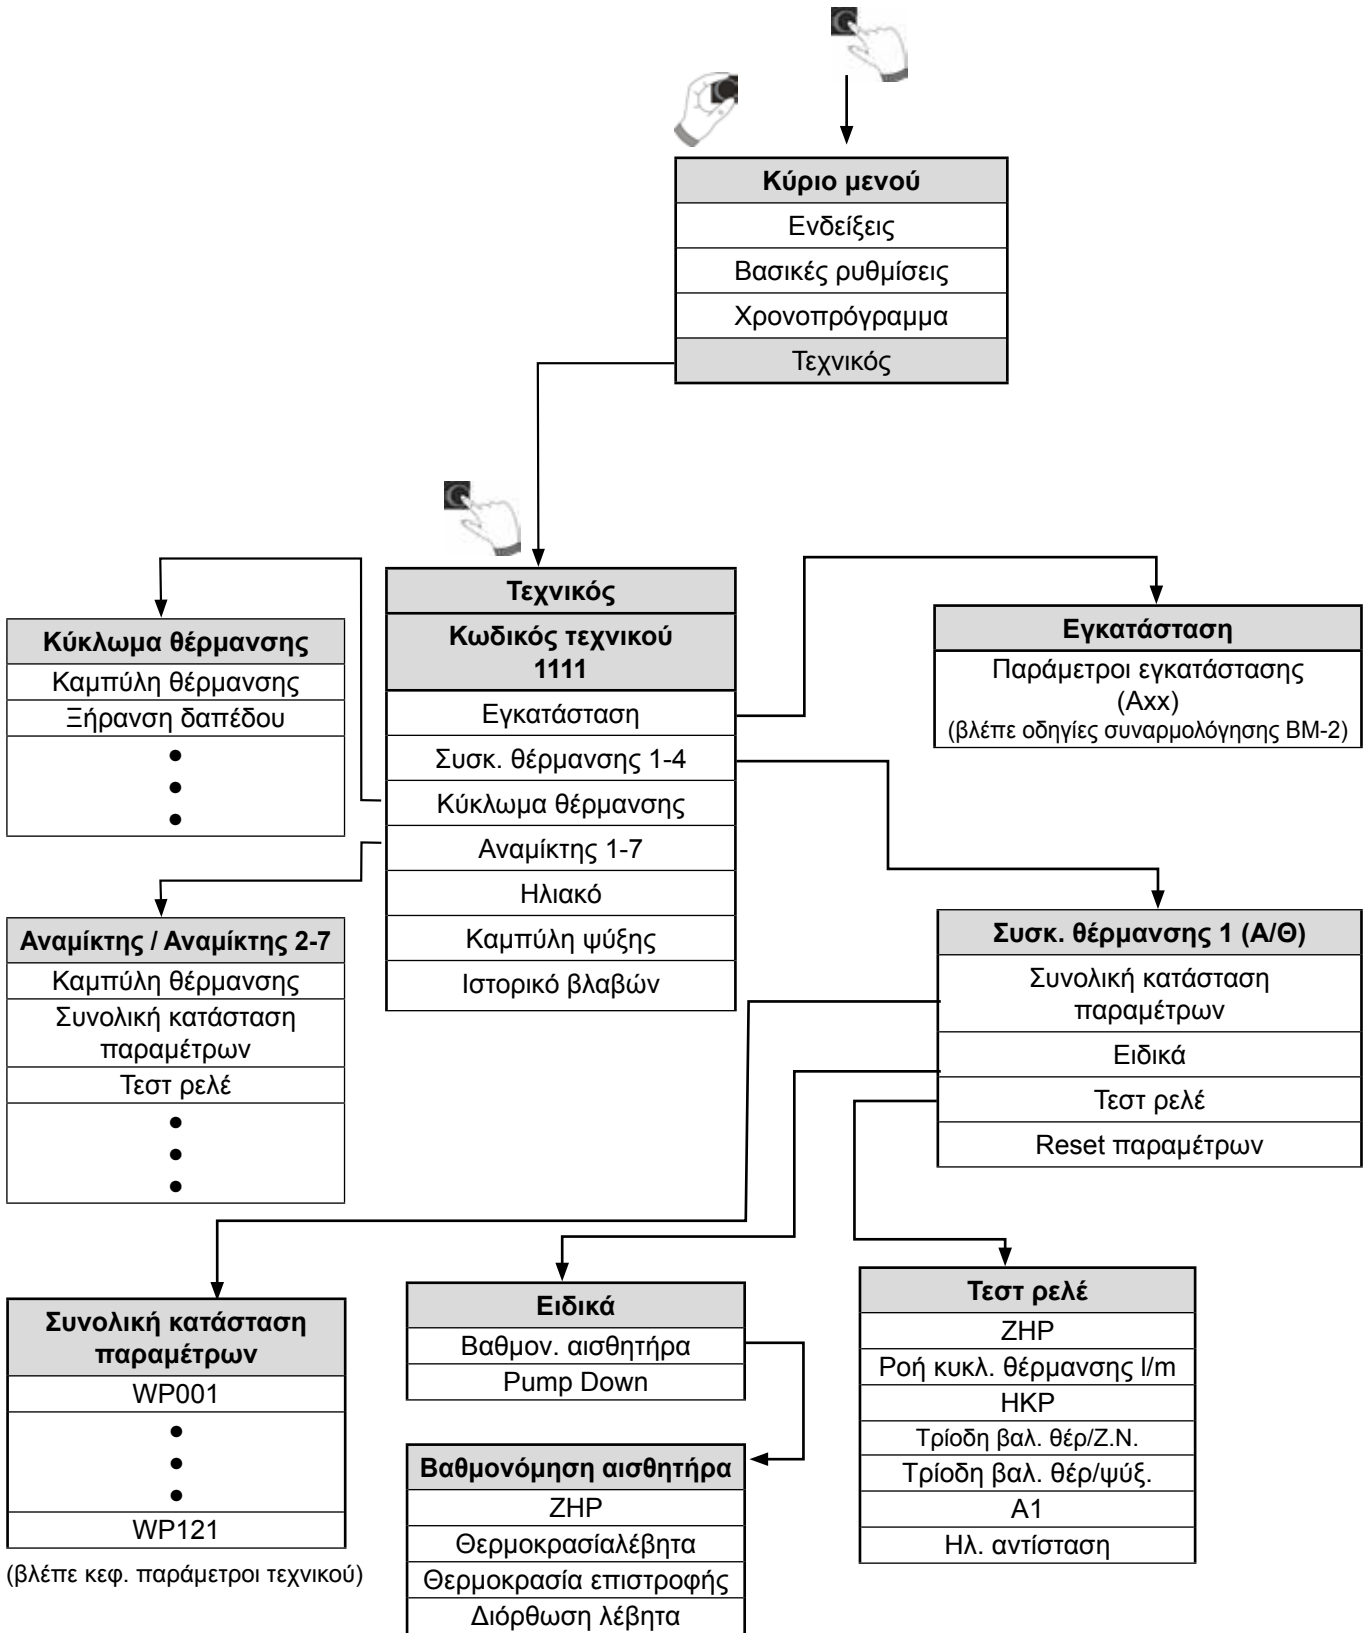 Κύριο μενού
Ενδείξεις
Βασικές ρυθμίσεις
Χρονοπρόγραμμα
Τεχνικός
Τεχνικός
Κωδικός τεχνικού
1111
Εγκατάσταση
Συσκ. θέρμανσης 1-4
Κύκλωμα θέρμανσης
Αναμίκτης 1-7
Ηλιακό
Καμπύλη ψύξης
Ιστορικό βλαβών
Κύκλωμα θέρμανσης
Καμπύλη θέρμανσης
Ξήρανση δαπέδου
Εγκατάσταση
Παράμετροι εγκατάστασης
(Axx)
(βλέπε οδηγίες συναρμολόγησης BM-2)
Αναμίκτης / Αναμίκτης 2-7
Καμπύλη θέρμανσης
Συνολική κατάσταση
παραμέτρων
Τεστ ρελέ
Συσκ. θέρμανσης 1 (Α/Θ)
Συνολική κατάσταση
παραμέτρων
Ειδικά
Τεστ ρελέ
Reset παραμέτρων
Συνολική κατάσταση
παραμέτρων
WP001
WP121
(βλέπε κεφ. παράμετροι τεχνικού)
Ειδικά
Βαθμον. αισθητήρα
Pump Down
Βαθμονόμηση αισθητήρα
ZHP
Θερμοκρασίαλέβητα
Θερμοκρασία επιστροφής
Διόρθωση λέβητα
Τεστ ρελέ
ZHP
Ροή κυκλ. θέρμανσης l/m
HKP
Τρίοδη βαλ. θέρ/Ζ.Ν.
Τρίοδη βαλ. θέρ/ψύξ.
A1
Ηλ. αντίσταση